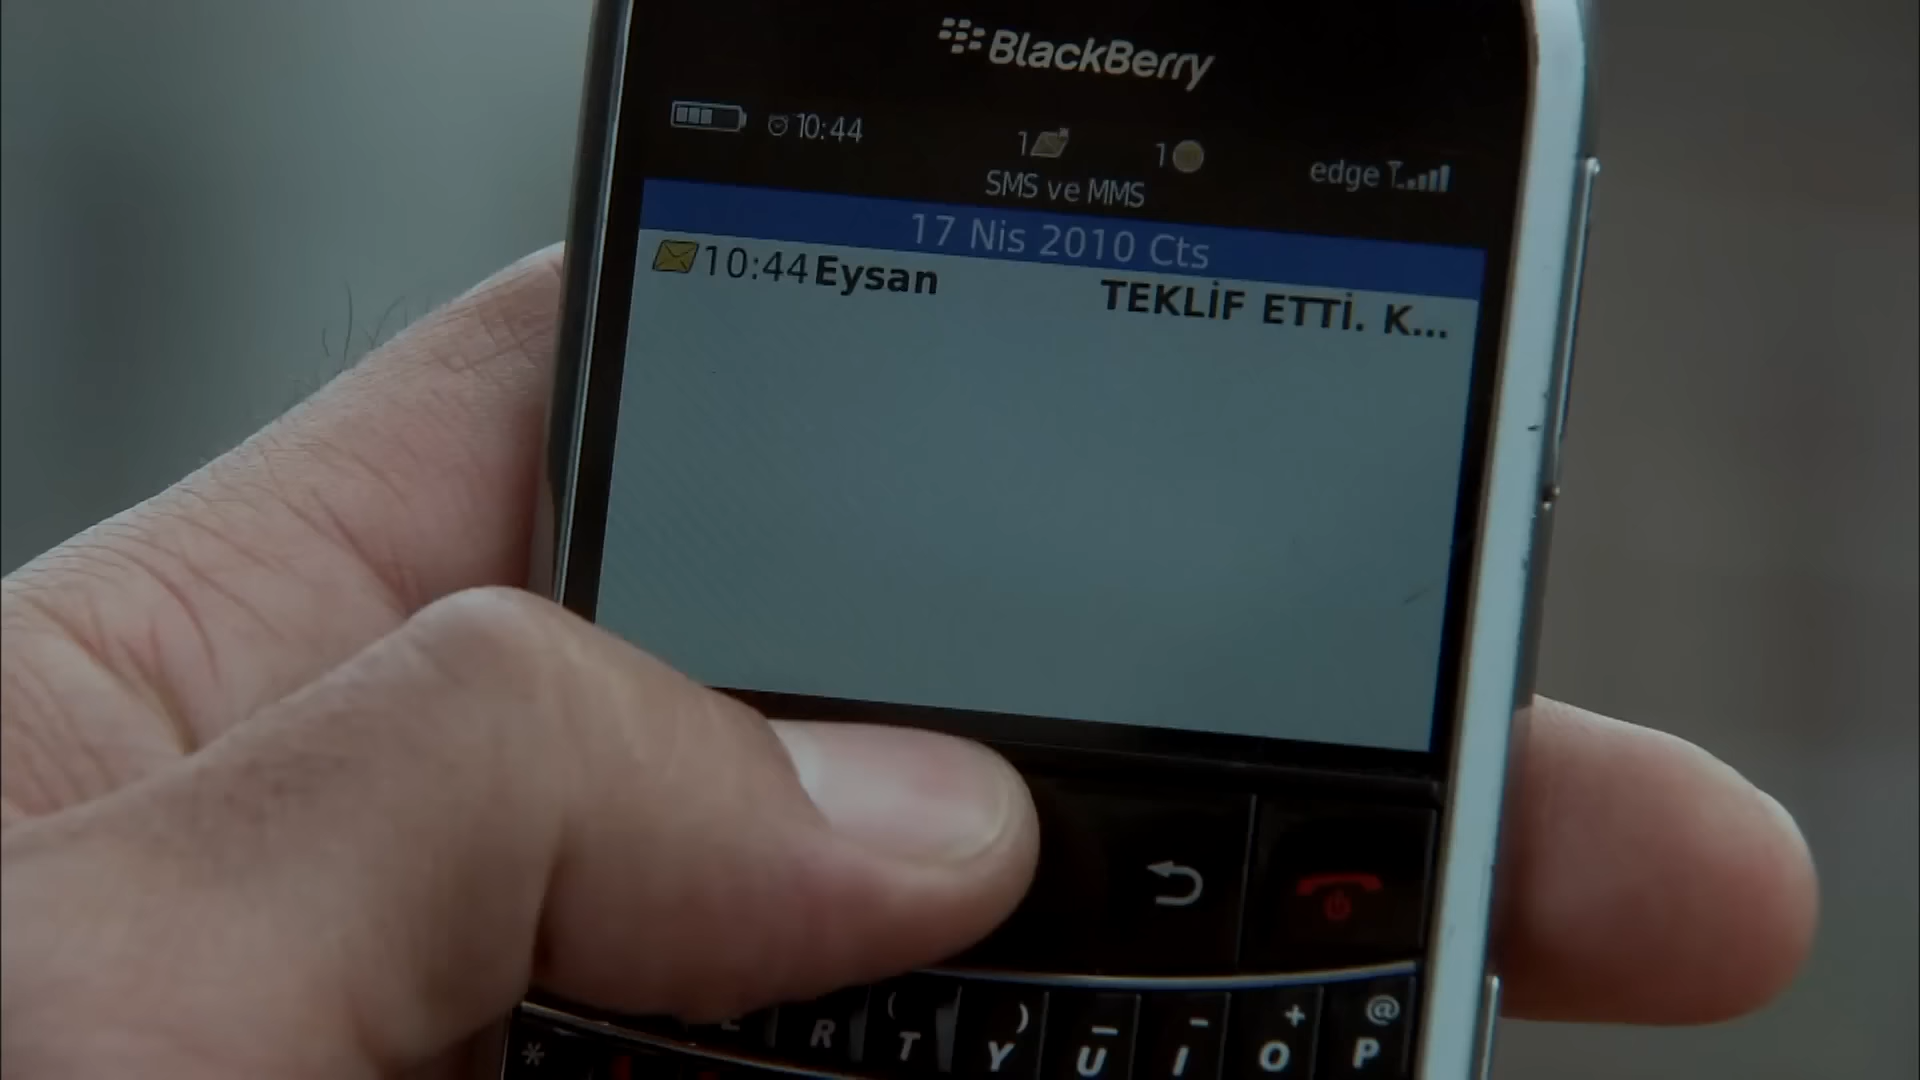 BlackBerry
10:44
1
1
edge
SMS ve MMS
17 Nis 2010 Cts
10:44 Eysan TEKLİF ETTİ. K...
( ) _ - + @
R T Y U I O P
*